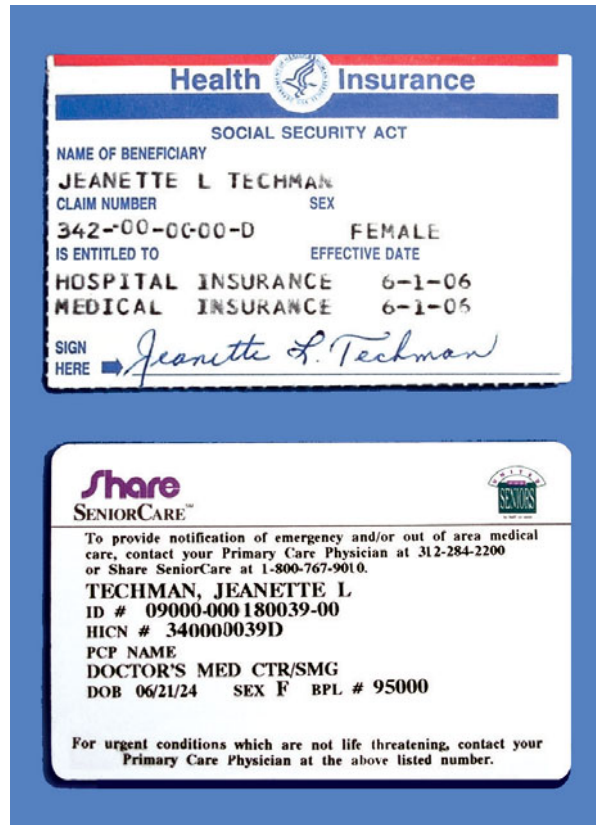 Health Insurance
SOCIAL SECURITY ACT
NAME OF BENEFICIARY
JEANETTE L TECHMAN
CLAIM NUMBER SEX
342-00-0000-D FEMALE
IS ENTITLED TO EFFECTIVE DATE
HOSPITAL INSURANCE 6-1-06
MEDICAL INSURANCE 6-1-06
SIGN
HERE Jeanette L. Techman
Share
SENIORCARE™
UNITED
SENIORS
To provide notification of emergency and/or out of area medical
care, contact your Primary Care Physician at 312-284-2200
or Share SeniorCare at 1-800-767-9010.
TECHMAN, JEANETTE L
ID # 09000-000180039-00
HICN # 340000039D
PCP NAME
DOCTOR'S MED CTR/SMG
DOB 06/21/24 SEX F BPL # 95000
For urgent conditions which are not life threatening, contact your
Primary Care Physician at the above listed number.